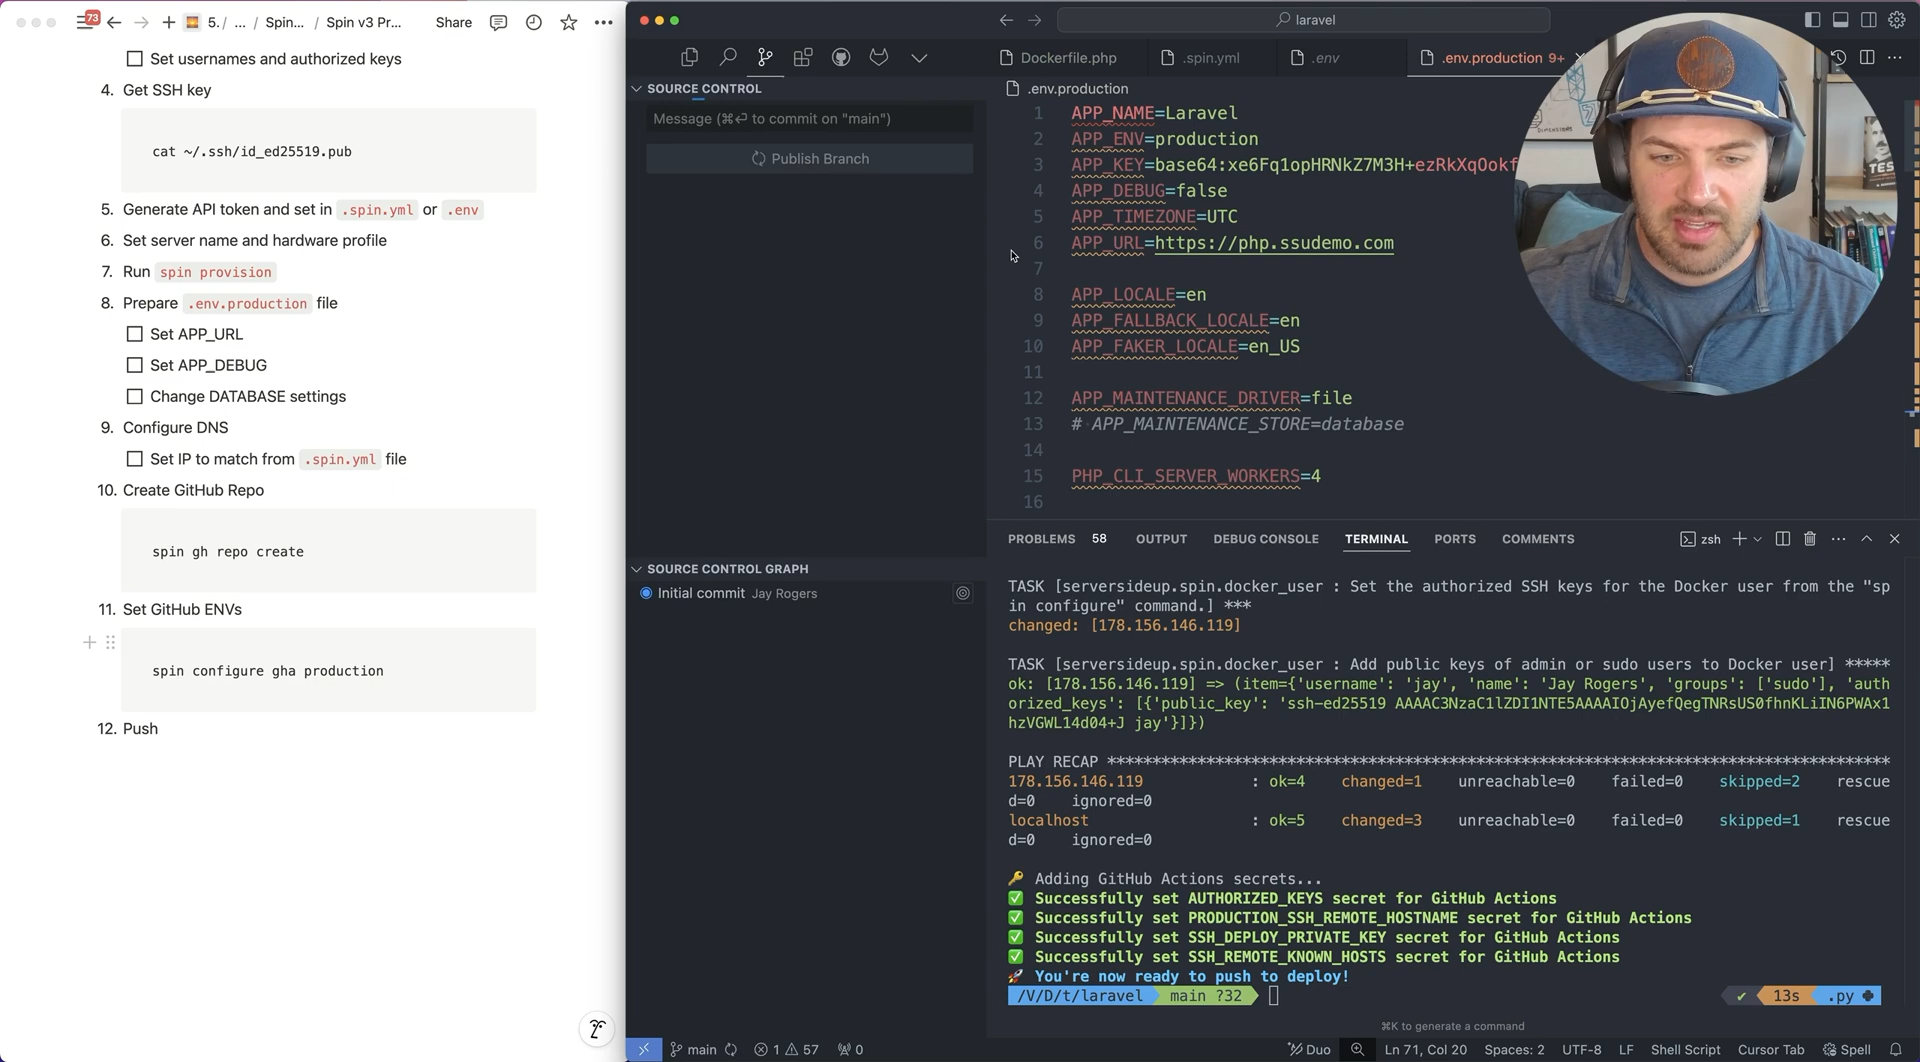 73
5. / ... / Spin... / Spin v3 Pr...
Share
Set usernames and authorized keys
4. Get SSH key
cat ~/.ssh/id_ed25519.pub
5. Generate API token and set in .spin.yml or .env
6. Set server name and hardware profile
7. Run spin provision
8. Prepare .env.production file
Set APP_URL
Set APP_DEBUG
Change DATABASE settings
9. Configure DNS
Set IP to match from .spin.yml file
10. Create GitHub Repo
spin gh repo create
11. Set GitHub ENVs
spin configure gha production
12. Push
laravel
Dockerfile.php
.spin.yml
.env
.env.production 9+
SOURCE CONTROL
Message (⌘⏎ to commit on "main")
Publish Branch
SOURCE CONTROL GRAPH
Initial commit Jay Rogers
.env.production
1 APP_NAME=Laravel
2 APP_ENV=production
3 APP_KEY=base64:xe6Fq1opHRNkZ7M3H+ezRkXqOokf
4 APP_DEBUG=false
5 APP_TIMEZONE=UTC
6 APP_URL=https://php.ssudemo.com
7
8 APP_LOCALE=en
9 APP_FALLBACK_LOCALE=en
10 APP_FAKER_LOCALE=en_US
11
12 APP_MAINTENANCE_DRIVER=file
13 # APP_MAINTENANCE_STORE=database
14
15 PHP_CLI_SERVER_WORKERS=4
16
PROBLEMS 58 OUTPUT DEBUG CONSOLE TERMINAL PORTS COMMENTS
zsh
TASK [serversideup.spin.docker_user : Set the authorized SSH keys for the Docker user from the "sp
in configure" command.] ***
changed: [178.156.146.119]
TASK [serversideup.spin.docker_user : Add public keys of admin or sudo users to Docker user] *****
ok: [178.156.146.119] => (item={'username': 'jay', 'name': 'Jay Rogers', 'groups': ['sudo'], 'auth
orized_keys': [{'public_key': 'ssh-ed25519 AAAAC3NzaC1lZDI1NTE5AAAAIOjAyefQegTNRsUS0fhnKLiIN6PWAx1
hzVGWL14d04+J jay'}]})
PLAY RECAP *************************************************************************************
178.156.146.119 : ok=4 changed=1 unreachable=0 failed=0 skipped=2 rescue
d=0 ignored=0
localhost : ok=5 changed=3 unreachable=0 failed=0 skipped=1 rescue
d=0 ignored=0
🔑 Adding GitHub Actions secrets...
✅ Successfully set AUTHORIZED_KEYS secret for GitHub Actions
✅ Successfully set PRODUCTION_SSH_REMOTE_HOSTNAME secret for GitHub Actions
✅ Successfully set SSH_DEPLOY_PRIVATE_KEY secret for GitHub Actions
✅ Successfully set SSH_REMOTE_KNOWN_HOSTS secret for GitHub Actions
🚀 You're now ready to push to deploy!
/V/D/t/laravel main ?32
✔ 13s .py
⌘K to generate a command
main 1 57 0
Duo Ln 71, Col 20 Spaces: 2 UTF-8 LF Shell Script Cursor Tab Spell